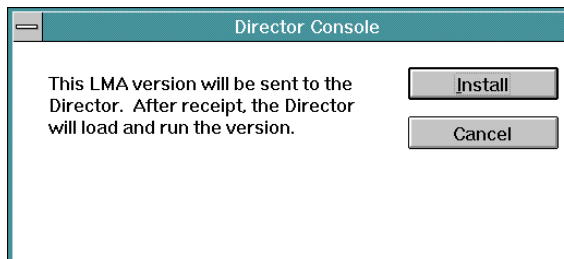 Director Console
This LMA version will be sent to the
Director. After receipt, the Director
will load and run the version.
Install
Cancel